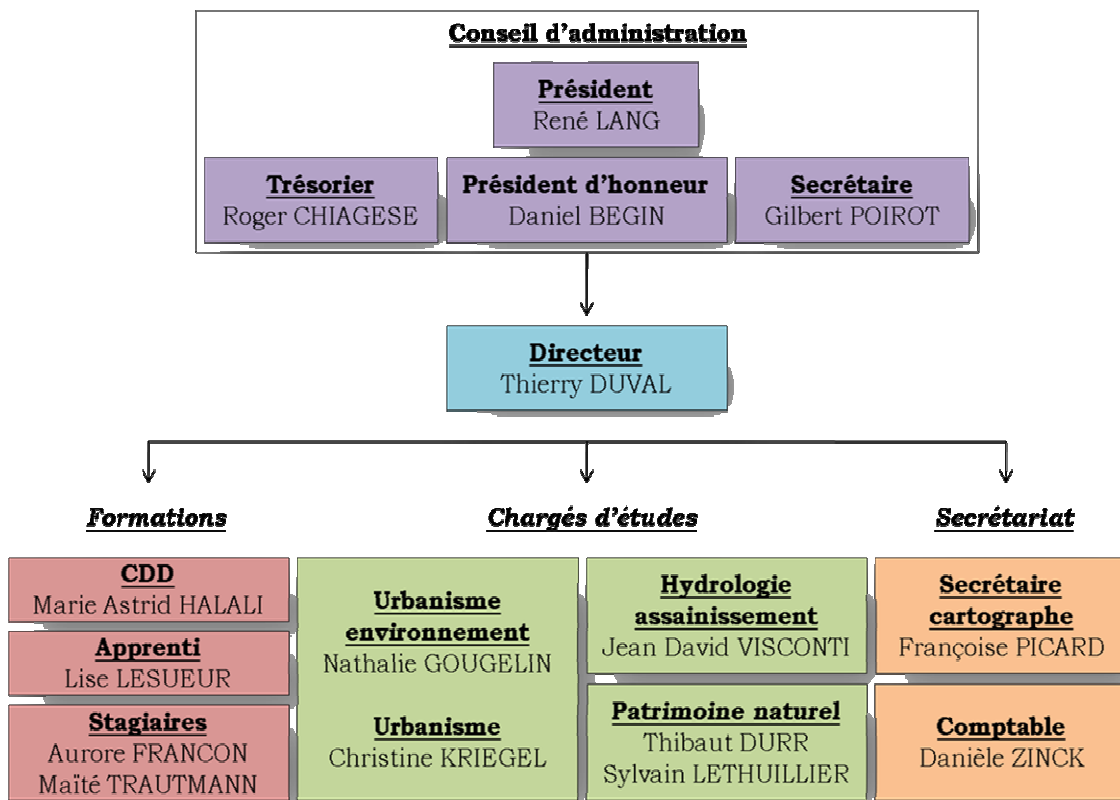 Conseil d'administration
Président
René LANG
Trésorier
Roger CHIAGESE
Président d'honneur
Daniel BEGIN
Secrétaire
Gilbert POIROT
Directeur
Thierry DUVAL
Formations
CDD
Marie Astrid HALALI
Apprenti
Lise LESUEUR
Stagiaires
Aurore FRANCON
Maïté TRAUTMANN
Chargés d'études
Urbanisme
environnement
Nathalie GOUGELIN
Urbanisme
Christine KRIEGEL
Hydrologie
assainissement
Jean David VISCONTI
Patrimoine naturel
Thibaut DURR
Sylvain LETHUILLIER
Secrétariat
Secrétaire
cartographe
Françoise PICARD
Comptable
Danièle ZINCK